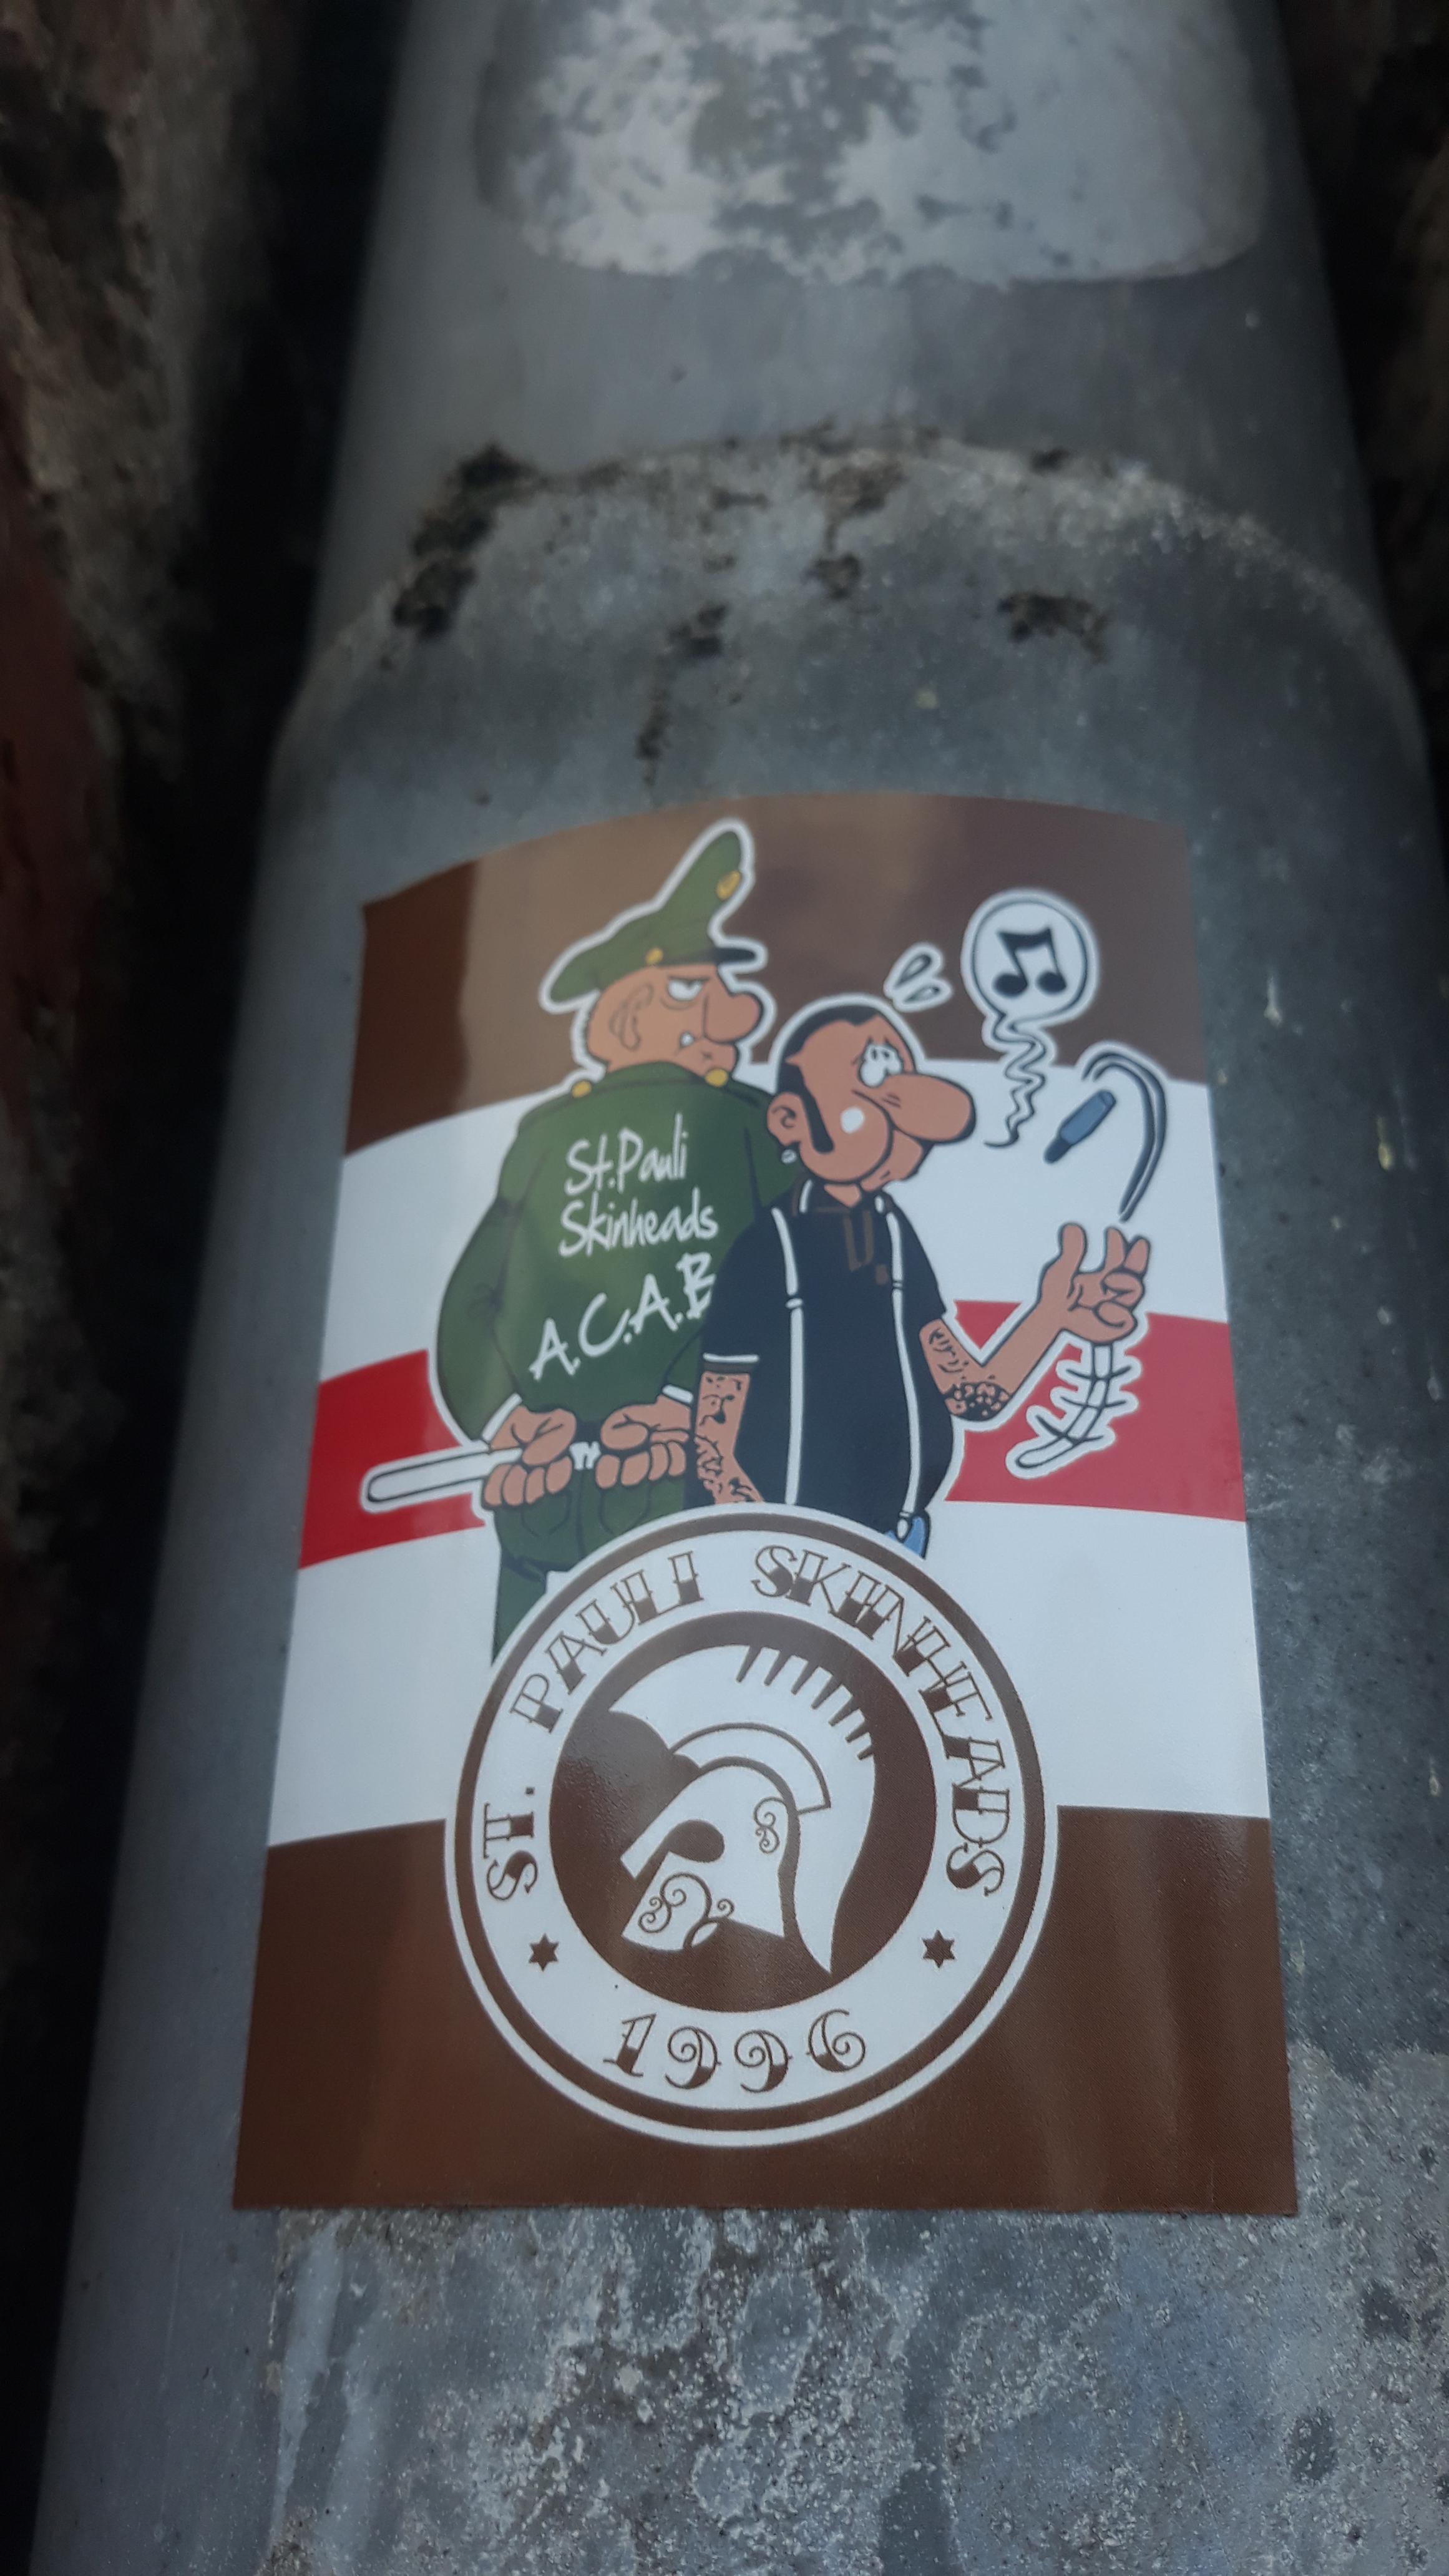 St. Pauli
Skinheads
A.C.A.B
ST. PAULI SKINHEADS
1996